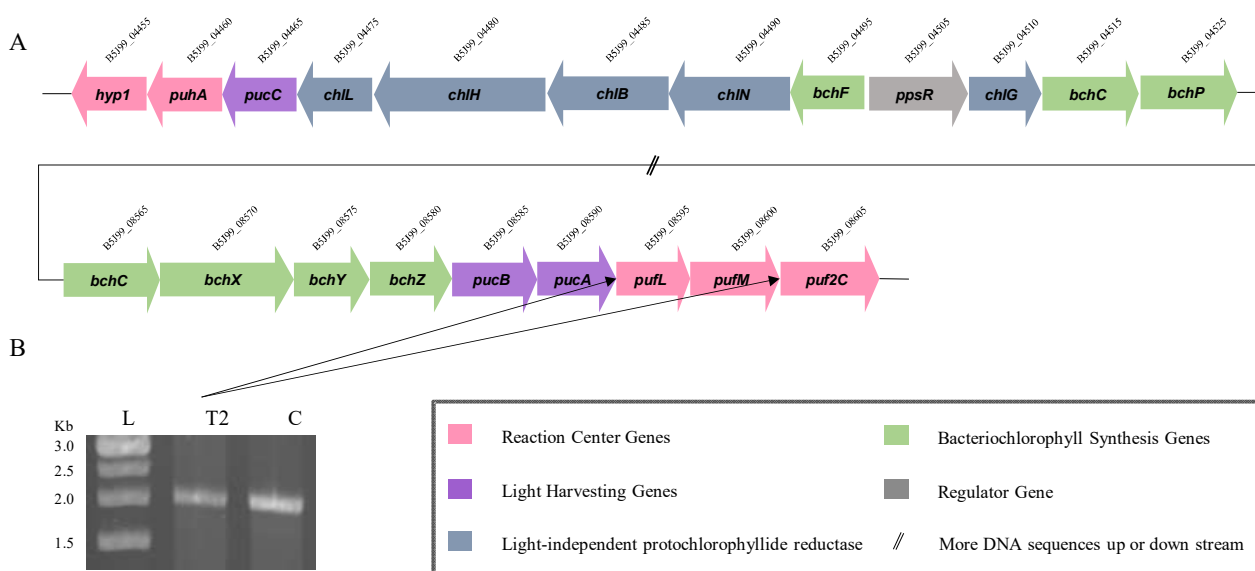 A
B5J99_04455 B5J99_04460 B5J99_04465 B5J99_04475 B5J99_04480 B5J99_04485 B5J99_04490 B5J99_04495 B5J99_04505 B5J99_04510 B5J99_04515 B5J99_04525
hyp1 puhA pucC chlL chlH chlB chlN bchF ppsR chlG bchC bchP
//
B5J99_08565 B5J99_08570 B5J99_08575 B5J99_08580 B5J99_08585 B5J99_08590 B5J99_08595 B5J99_08600 B5J99_08605
bchC bchX bchY bchZ pucB pucA pufL pufM puf2C
B
Kb L T2 C
3.0
2.5
2.0
1.5
Reaction Center Genes
Light Harvesting Genes
Light-independent protochlorophyllide reductase
Bacteriochlorophyll Synthesis Genes
Regulator Gene
// More DNA sequences up or down stream